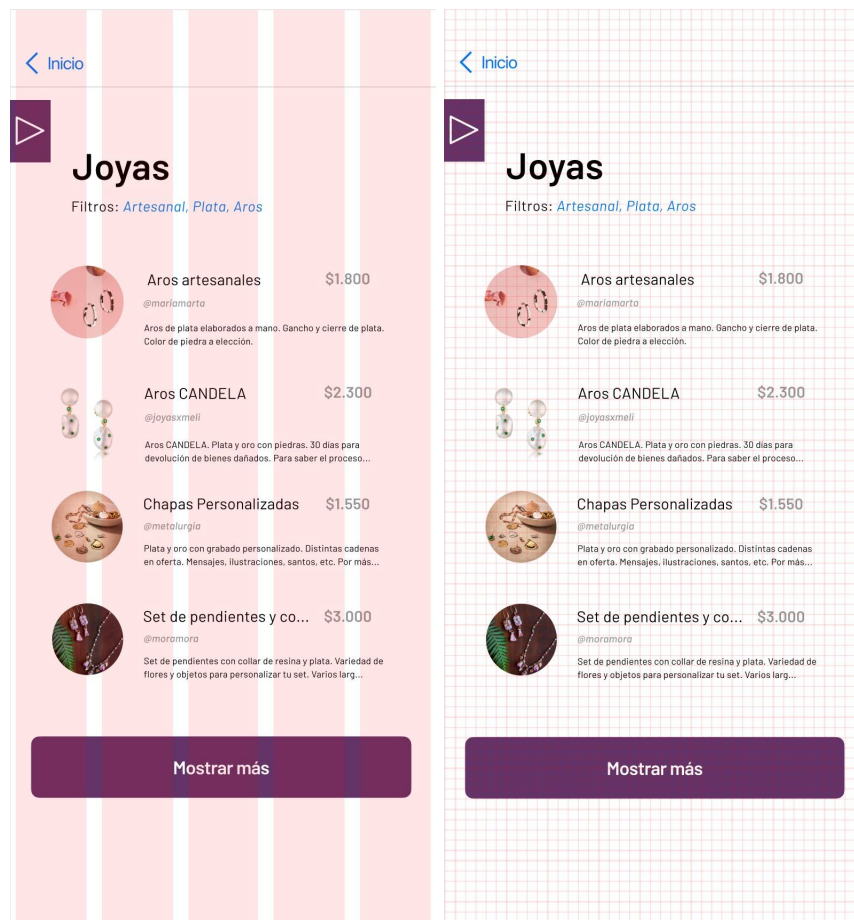 Inicio
Joyas
Filtros: Artesanal, Plata, Aros
Aros artesanales $1.800
@mariamarta
Aros de plata elaborados a mano. Gancho y cierre de plata.
Color de piedra a elección.
Aros CANDELA $2.300
@joyasxmeli
Aros CANDELA. Plata y oro con piedras. 30 días para
devolución de bienes dañados. Para saber el proceso...
Chapas Personalizadas $1.550
@metalurgia
Plata y oro con grabado personalizado. Distintas cadenas
en oferta. Mensajes, ilustraciones, santos, etc. Por más...
Set de pendientes y co... $3.000
@moramora
Set de pendientes con collar de resina y plata. Variedad de
flores y objetos para personalizar tu set. Varios larg...
Mostrar más
Inicio
Joyas
Filtros: Artesanal, Plata, Aros
Aros artesanales $1.800
@mariamarta
Aros de plata elaborados a mano. Gancho y cierre de plata.
Color de piedra a elección.
Aros CANDELA $2.300
@joyasxmeli
Aros CANDELA. Plata y oro con piedras. 30 días para
devolución de bienes dañados. Para saber el proceso...
Chapas Personalizadas $1.550
@metalurgia
Plata y oro con grabado personalizado. Distintas cadenas
en oferta. Mensajes, ilustraciones, santos, etc. Por más...
Set de pendientes y co... $3.000
@moramora
Set de pendientes con collar de resina y plata. Variedad de
flores y objetos para personalizar tu set. Varios larg...
Mostrar más